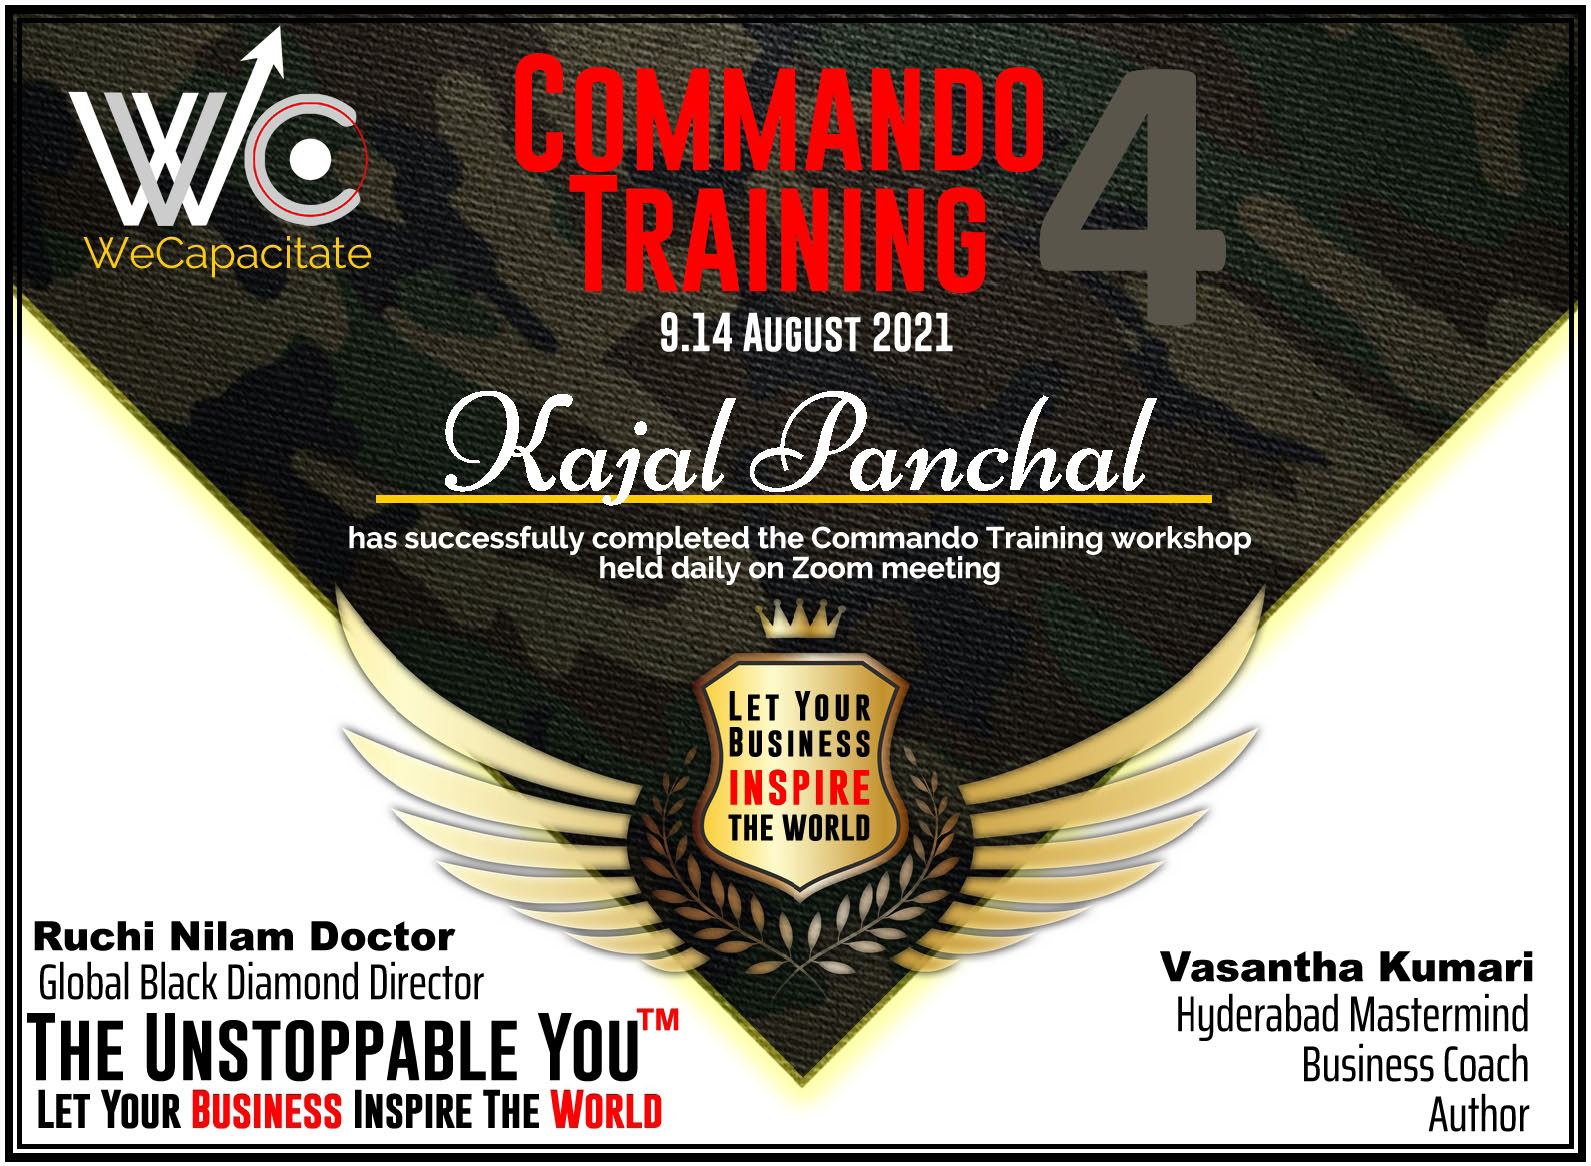 WC
WeCapacitate
COMMANDO
TRAINING
4
9.14 AUGUST 2021
Kajal Panchal
has successfully completed the Commando Training workshop
held daily on Zoom meeting
LET YOUR
BUSINESS
INSPIRE
THE WORLD
Ruchi Nilam Doctor
Global Black Diamond Director
THE UNSTOPPABLE YOU™
LET YOUR BUSINESS INSPIRE THE WORLD
Vasantha Kumari
Hyderabad Mastermind
Business Coach
Author